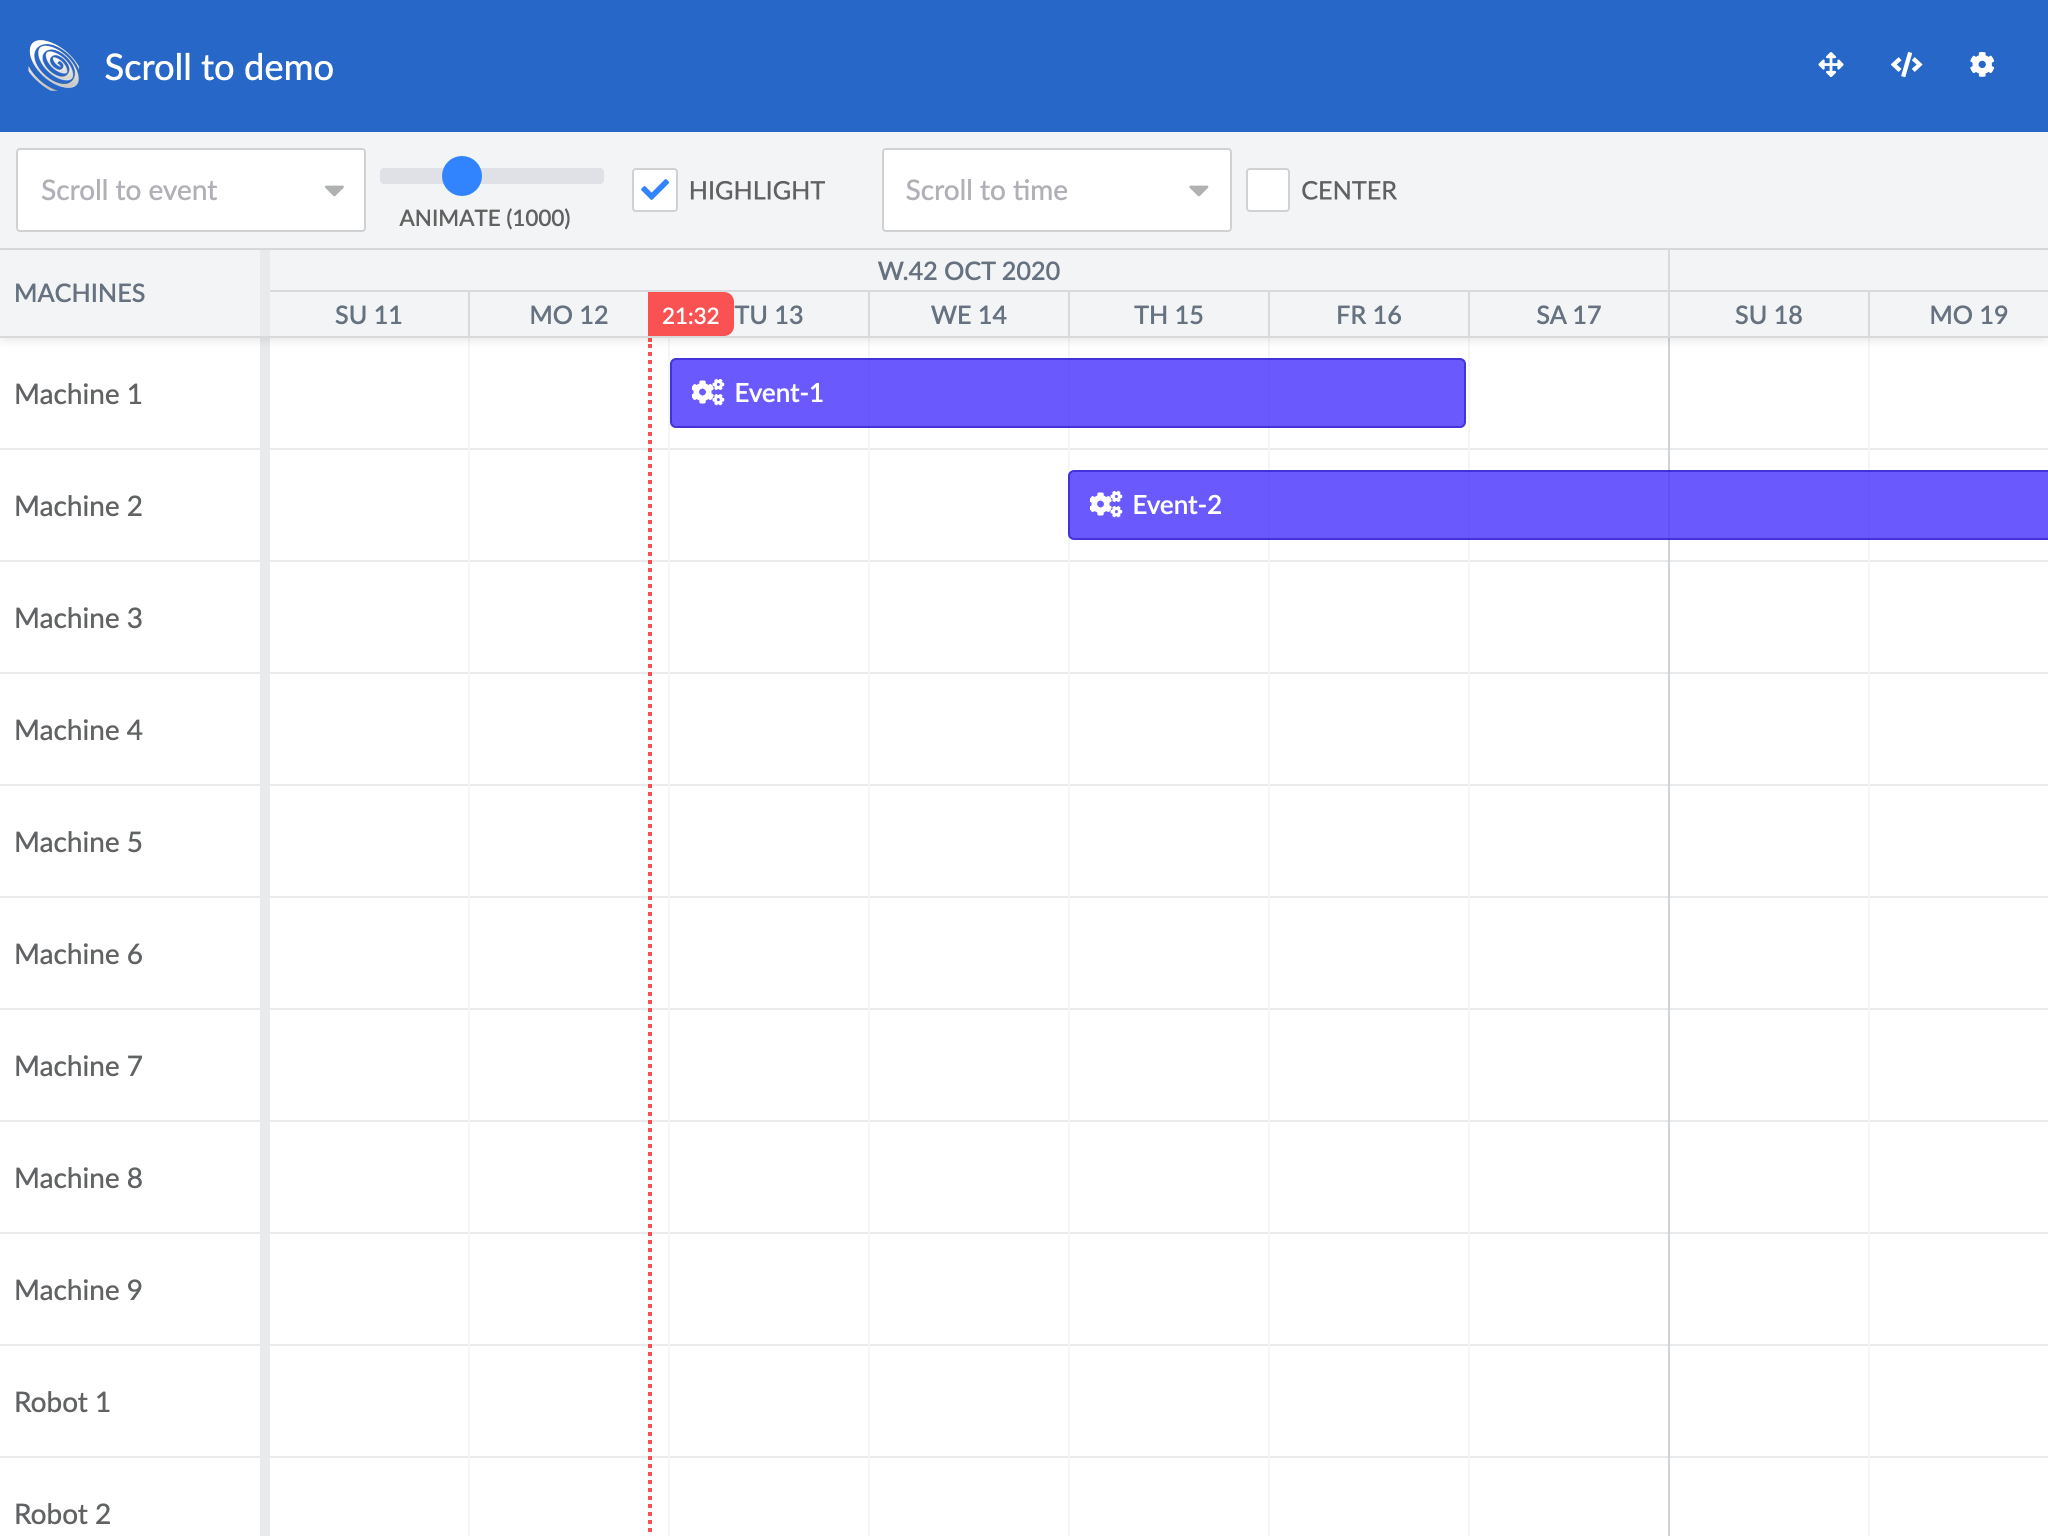 Scroll to demo
Scroll to event
ANIMATE (1000)
HIGHLIGHT
Scroll to time
CENTER
MACHINES
W.42 OCT 2020
SU 11 MO 12 21:32 TU 13 WE 14 TH 15 FR 16 SA 17 SU 18 MO 19
Machine 1
Event-1
Machine 2
Event-2
Machine 3
Machine 4
Machine 5
Machine 6
Machine 7
Machine 8
Machine 9
Robot 1
Robot 2